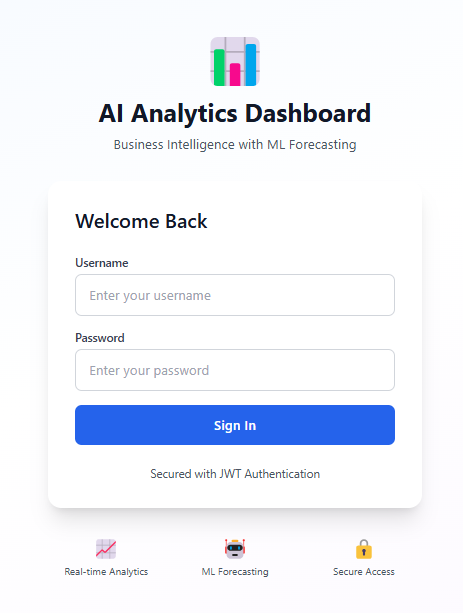 AI Analytics Dashboard
Business Intelligence with ML Forecasting
Welcome Back
Username
Enter your username
Password
Enter your password
Sign In
Secured with JWT Authentication
Real-time Analytics
ML Forecasting
Secure Access